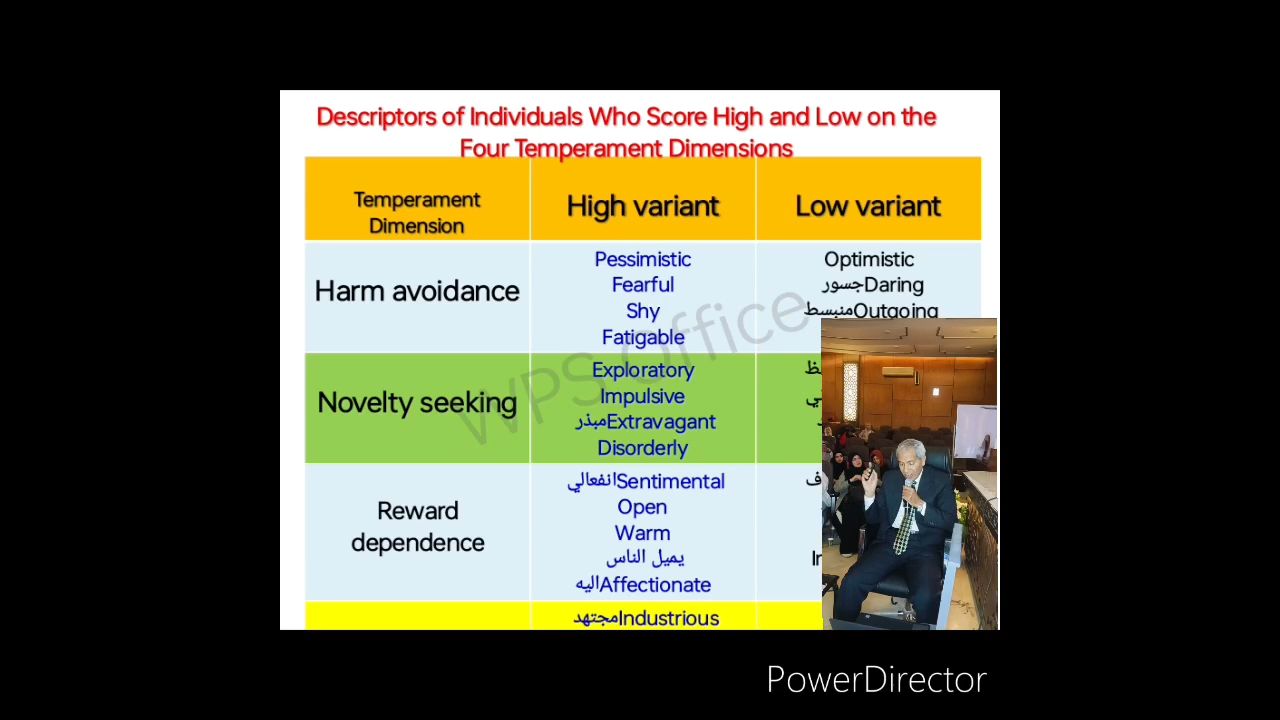 Descriptors of Individuals Who Score High and Low on the
Four Temperament Dimensions
Temperament
Dimension
High variant
Low variant
Harm avoidance
Pessimistic
Fearful
Shy
Fatigable
Optimistic
جسورDaring
منبسطOutgoing
Novelty seeking
Exploratory
Impulsive
مبذرExtravagant
Disorderly
Reward
dependence
انفعاليSentimental
Open
Warm
يميل الناس
اليهAffectionate
مجتهدIndustrious
WPS Office
PowerDirector